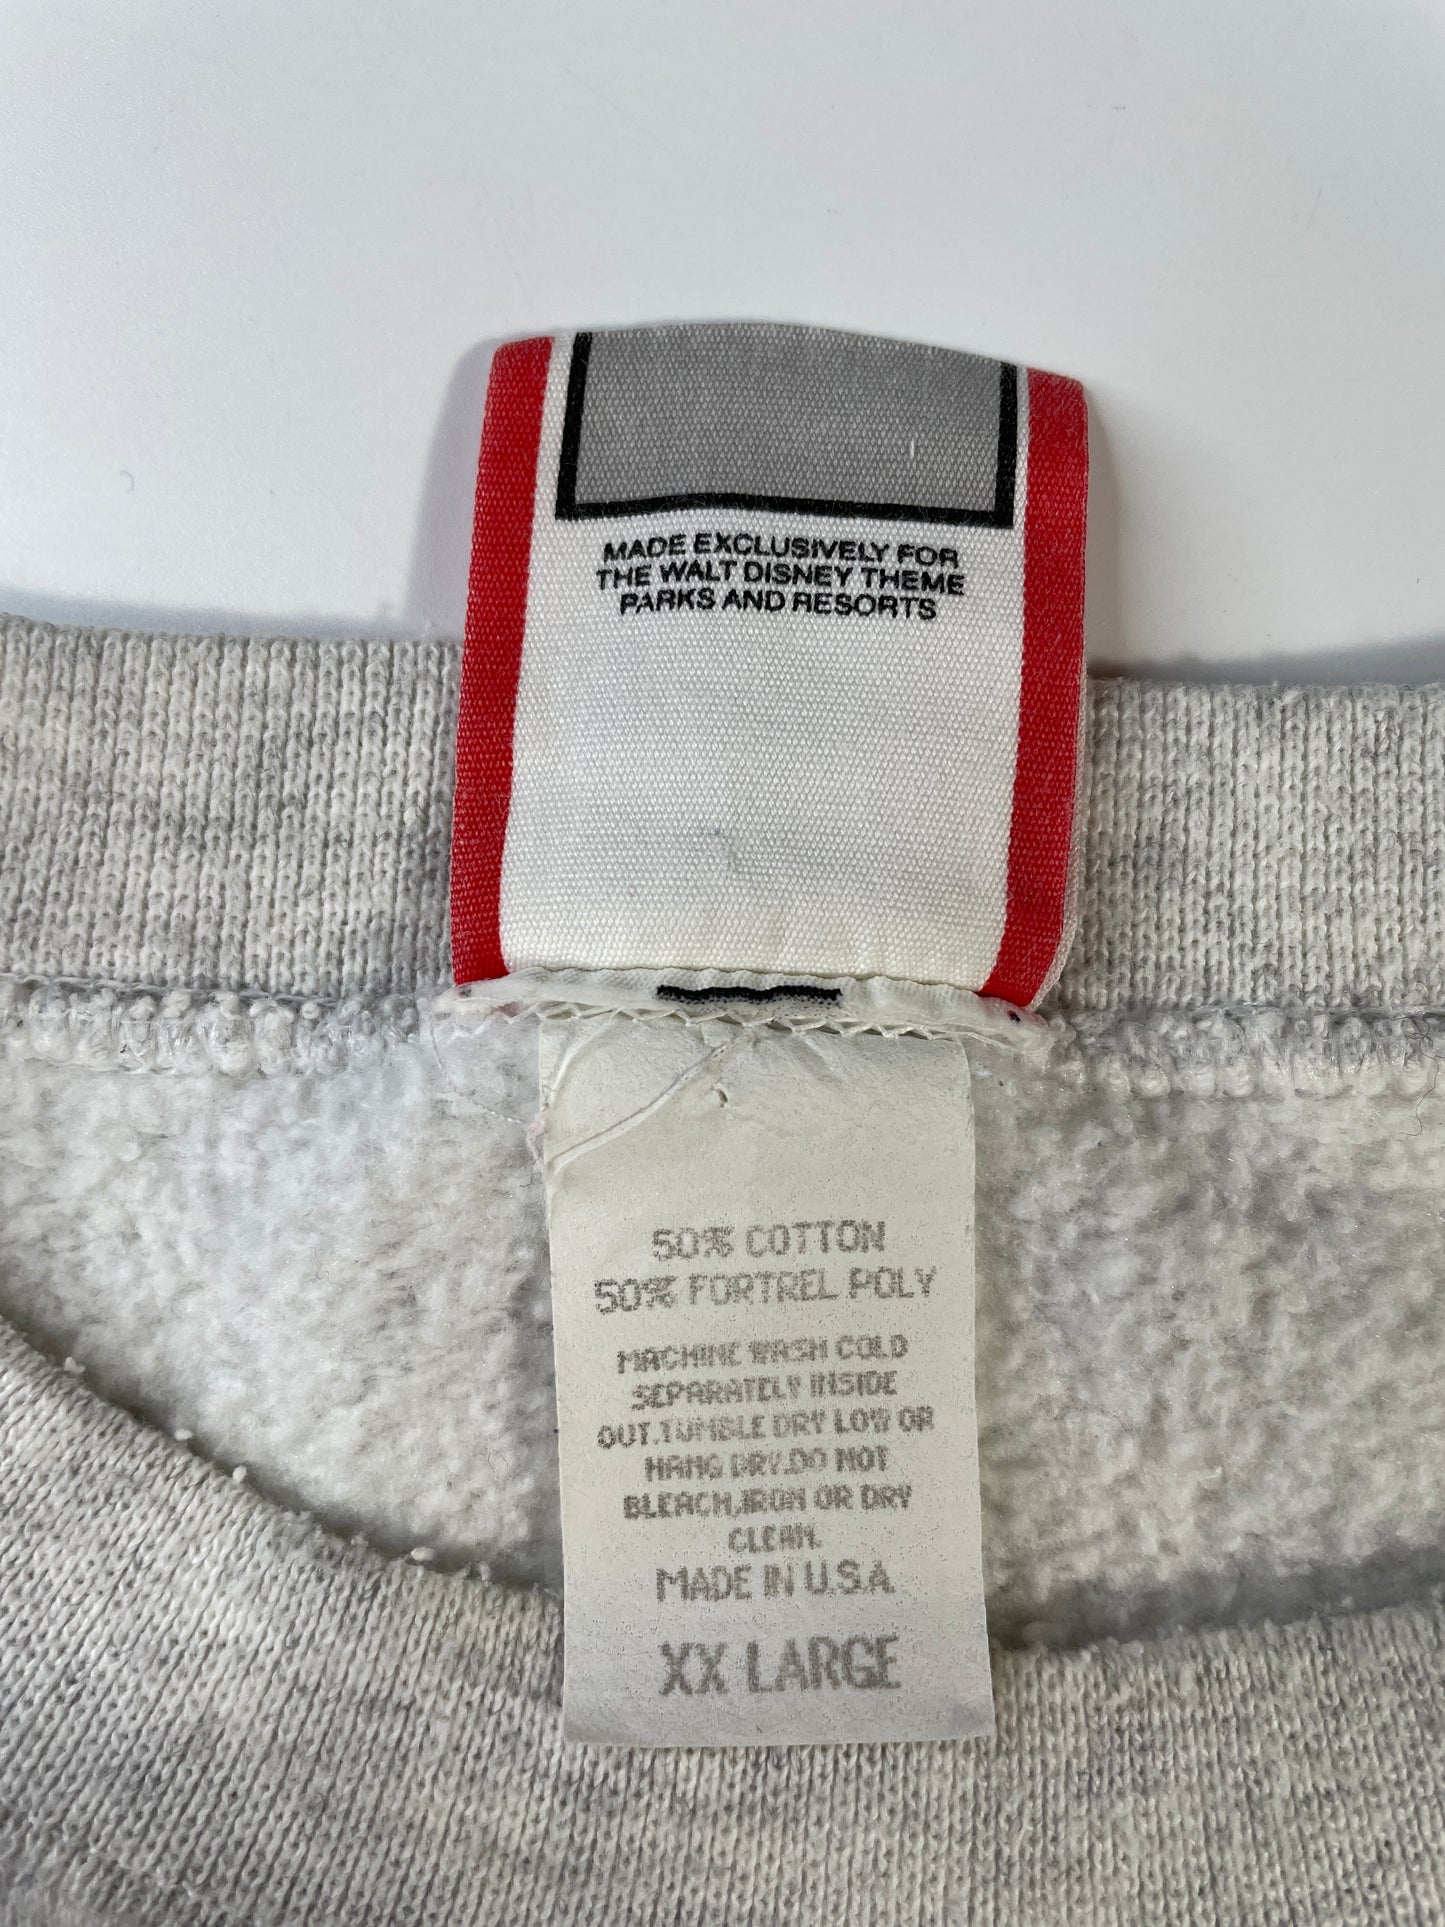 MADE EXCLUSIVELY FOR
THE WALT DISNEY THEME
PARKS AND RESORTS
50% COTTON
50% FORTREL POLY
MACHINE WASH COLD
SEPARATELY INSIDE
OUT.TUMBLE DRY LOW OR
HANG DRY.DO NOT
BLEACH,IRON OR DRY
CLEAN.
MADE IN U.S.A.
XX LARGE